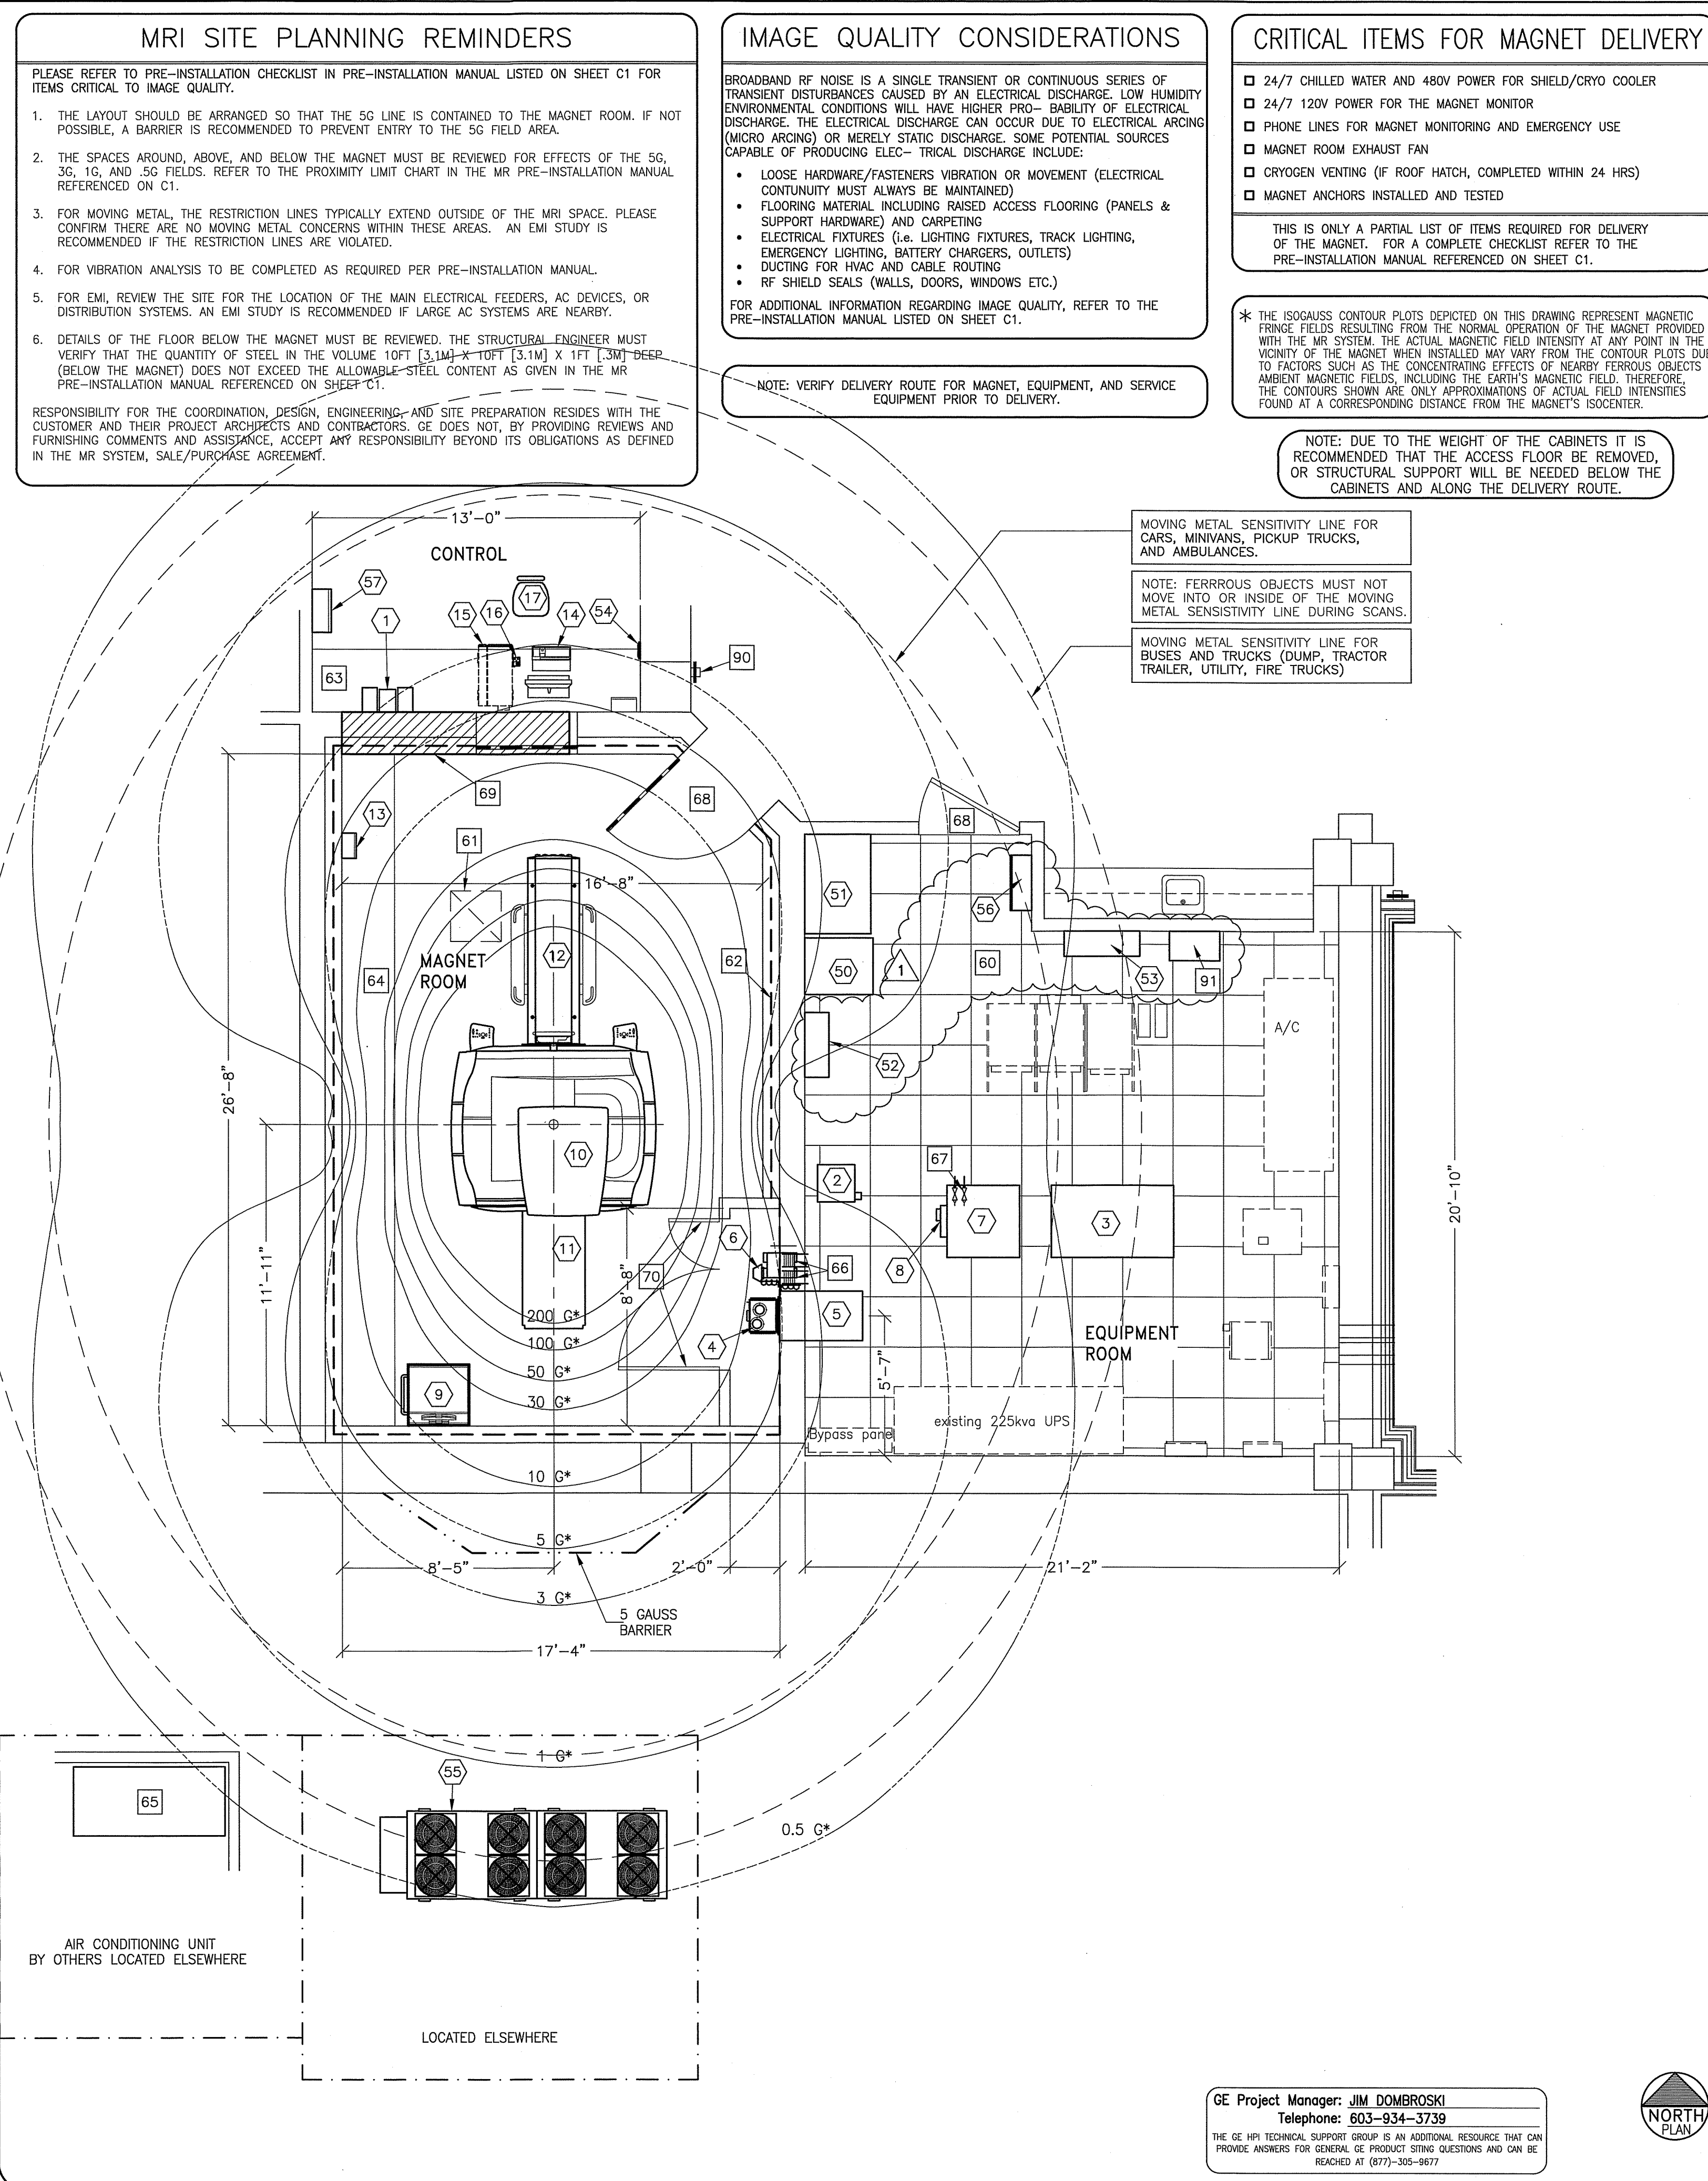 MRI SITE PLANNING REMINDERS
PLEASE REFER TO PRE-INSTALLATION CHECKLIST IN PRE-INSTALLATION MANUAL LISTED ON SHEET C1 FOR
ITEMS CRITICAL TO IMAGE QUALITY.
1. THE LAYOUT SHOULD BE ARRANGED SO THAT THE 5G LINE IS CONTAINED TO THE MAGNET ROOM. IF NOT
POSSIBLE, A BARRIER IS RECOMMENDED TO PREVENT ENTRY TO THE 5G FIELD AREA.
2. THE SPACES AROUND, ABOVE, AND BELOW THE MAGNET MUST BE REVIEWED FOR EFFECTS OF THE 5G,
3G, 1G, AND .5G FIELDS. REFER TO THE PROXIMITY LIMIT CHART IN THE MR PRE-INSTALLATION MANUAL
REFERENCED ON C1.
3. FOR MOVING METAL, THE RESTRICTION LINES TYPICALLY EXTEND OUTSIDE OF THE MRI SPACE. PLEASE
CONFIRM THERE ARE NO MOVING METAL CONCERNS WITHIN THESE AREAS. AN EMI STUDY IS
RECOMMENDED IF THE RESTRICTION LINES ARE VIOLATED.
4. FOR VIBRATION ANALYSIS TO BE COMPLETED AS REQUIRED PER PRE-INSTALLATION MANUAL.
5. FOR EMI, REVIEW THE SITE FOR THE LOCATION OF THE MAIN ELECTRICAL FEEDERS, AC DEVICES, OR
DISTRIBUTION SYSTEMS. AN EMI STUDY IS RECOMMENDED IF LARGE AC SYSTEMS ARE NEARBY.
6. DETAILS OF THE FLOOR BELOW THE MAGNET MUST BE REVIEWED. THE STRUCTURAL ENGINEER MUST
VERIFY THAT THE QUANTITY OF STEEL IN THE VOLUME 10FT [3.1M] X 10FT [3.1M] X 1FT [.3M] DEEP
(BELOW THE MAGNET) DOES NOT EXCEED THE ALLOWABLE STEEL CONTENT AS GIVEN IN THE MR
PRE-INSTALLATION MANUAL REFERENCED ON SHEET C1.
RESPONSIBILITY FOR THE COORDINATION, DESIGN, ENGINEERING, AND SITE PREPARATION RESIDES WITH THE
CUSTOMER AND THEIR PROJECT ARCHITECTS AND CONTRACTORS. GE DOES NOT, BY PROVIDING REVIEWS AND
FURNISHING COMMENTS AND ASSISTANCE, ACCEPT ANY RESPONSIBILITY BEYOND ITS OBLIGATIONS AS DEFINED
IN THE MR SYSTEM, SALE/PURCHASE AGREEMENT.
IMAGE QUALITY CONSIDERATIONS
BROADBAND RF NOISE IS A SINGLE TRANSIENT OR CONTINUOUS SERIES OF
TRANSIENT DISTURBANCES CAUSED BY AN ELECTRICAL DISCHARGE. LOW HUMIDITY
ENVIRONMENTAL CONDITIONS WILL HAVE HIGHER PRO- BABILITY OF ELECTRICAL
DISCHARGE. THE ELECTRICAL DISCHARGE CAN OCCUR DUE TO ELECTRICAL ARCING
(MICRO ARCING) OR MERELY STATIC DISCHARGE. SOME POTENTIAL SOURCES
CAPABLE OF PRODUCING ELEC- TRICAL DISCHARGE INCLUDE:
• LOOSE HARDWARE/FASTENERS VIBRATION OR MOVEMENT (ELECTRICAL
CONTUNUITY MUST ALWAYS BE MAINTAINED)
• FLOORING MATERIAL INCLUDING RAISED ACCESS FLOORING (PANELS &
SUPPORT HARDWARE) AND CARPETING
• ELECTRICAL FIXTURES (i.e. LIGHTING FIXTURES, TRACK LIGHTING,
EMERGENCY LIGHTING, BATTERY CHARGERS, OUTLETS)
• DUCTING FOR HVAC AND CABLE ROUTING
• RF SHIELD SEALS (WALLS, DOORS, WINDOWS ETC.)
FOR ADDITIONAL INFORMATION REGARDING IMAGE QUALITY, REFER TO THE
PRE-INSTALLATION MANUAL LISTED ON SHEET C1.
NOTE: VERIFY DELIVERY ROUTE FOR MAGNET, EQUIPMENT, AND SERVICE
EQUIPMENT PRIOR TO DELIVERY.
CRITICAL ITEMS FOR MAGNET DELIVERY
24/7 CHILLED WATER AND 480V POWER FOR SHIELD/CRYO COOLER
24/7 120V POWER FOR THE MAGNET MONITOR
PHONE LINES FOR MAGNET MONITORING AND EMERGENCY USE
MAGNET ROOM EXHAUST FAN
CRYOGEN VENTING (IF ROOF HATCH, COMPLETED WITHIN 24 HRS)
MAGNET ANCHORS INSTALLED AND TESTED
THIS IS ONLY A PARTIAL LIST OF ITEMS REQUIRED FOR DELIVERY
OF THE MAGNET. FOR A COMPLETE CHECKLIST REFER TO THE
PRE-INSTALLATION MANUAL REFERENCED ON SHEET C1.
* THE ISOGAUSS CONTOUR PLOTS DEPICTED ON THIS DRAWING REPRESENT MAGNETIC
FRINGE FIELDS RESULTING FROM THE NORMAL OPERATION OF THE MAGNET PROVIDED
WITH THE MR SYSTEM. THE ACTUAL MAGNETIC FIELD INTENSITY AT ANY POINT IN THE
VICINITY OF THE MAGNET WHEN INSTALLED MAY VARY FROM THE CONTOUR PLOTS DUE
TO FACTORS SUCH AS THE CONCENTRATING EFFECTS OF NEARBY FERROUS OBJECTS
AMBIENT MAGNETIC FIELDS, INCLUDING THE EARTH'S MAGNETIC FIELD. THEREFORE,
THE CONTOURS SHOWN ARE ONLY APPROXIMATIONS OF ACTUAL FIELD INTENSITIES
FOUND AT A CORRESPONDING DISTANCE FROM THE MAGNET'S ISOCENTER.
NOTE: DUE TO THE WEIGHT OF THE CABINETS IT IS
RECOMMENDED THAT THE ACCESS FLOOR BE REMOVED,
OR STRUCTURAL SUPPORT WILL BE NEEDED BELOW THE
CABINETS AND ALONG THE DELIVERY ROUTE.
MOVING METAL SENSITIVITY LINE FOR
CARS, MINIVANS, PICKUP TRUCKS,
AND AMBULANCES.
NOTE: FERRROUS OBJECTS MUST NOT
MOVE INTO OR INSIDE OF THE MOVING
METAL SENSISTIVITY LINE DURING SCANS.
MOVING METAL SENSITIVITY LINE FOR
BUSES AND TRUCKS (DUMP, TRACTOR
TRAILER, UTILITY, FIRE TRUCKS)
13'-0"
CONTROL
57
1
15
16
17
14
54
90
63
69
68
13
61
16'-8"
12
MAGNET
ROOM
64
62
26'-8"
11'-11"
10
11
8'-8"
70
6
66
4
5
9
200 G*
100 G*
50 G*
30 G*
10 G*
5 G*
3 G*
1 G*
0.5 G*
8'-5"
2'-0"
5 GAUSS
BARRIER
17'-4"
68
51
56
50
1
60
53
91
52
A/C
2
67
7
3
8
20'-10"
5'-7"
EQUIPMENT
ROOM
existing 225kva UPS
Bypass pane
21'-2"
55
65
AIR CONDITIONING UNIT
BY OTHERS LOCATED ELSEWHERE
LOCATED ELSEWHERE
GE Project Manager: JIM DOMBROSKI
Telephone: 603-934-3739
THE GE HPI TECHNICAL SUPPORT GROUP IS AN ADDITIONAL RESOURCE THAT CAN
PROVIDE ANSWERS FOR GENERAL GE PRODUCT SITING QUESTIONS AND CAN BE
REACHED AT (877)-305-9677
NORTH
PLAN